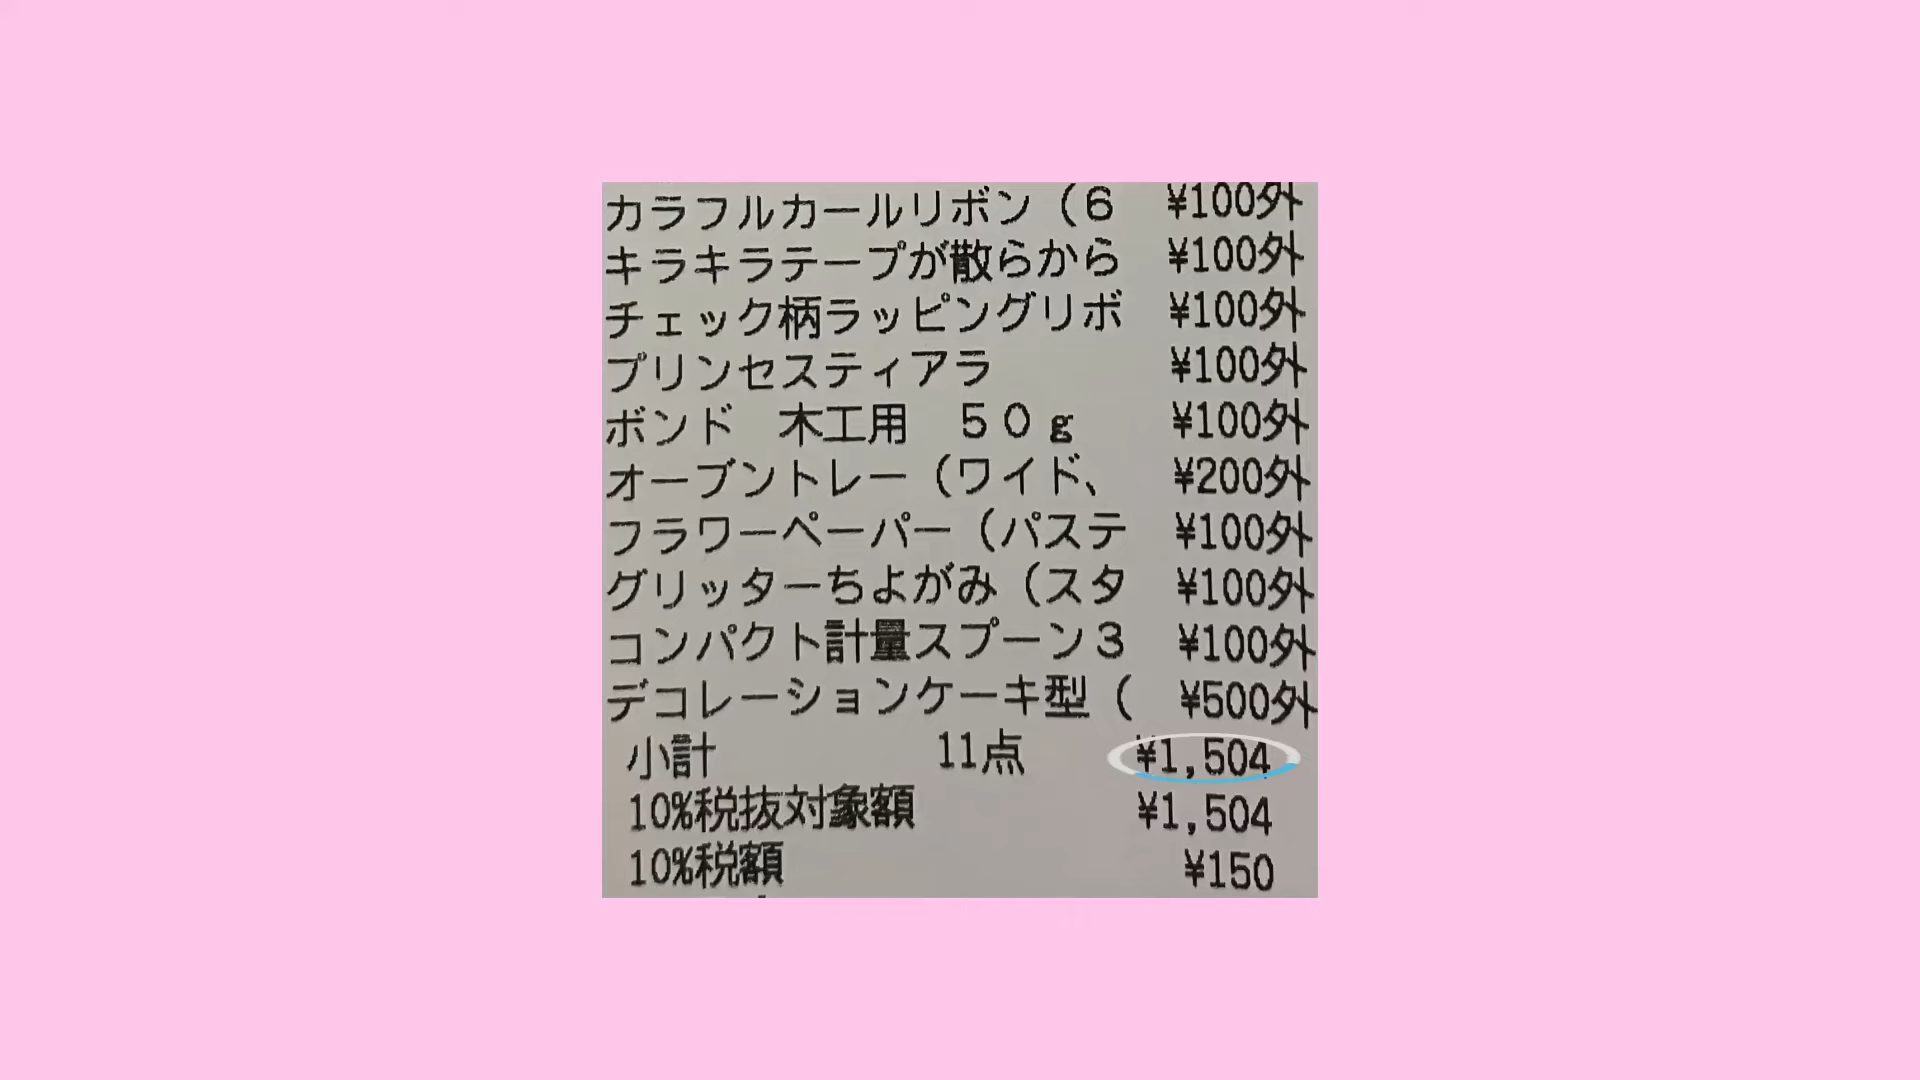 カラフルカールリボン（６ ¥100外
キラキラテープが散らから ¥100外
チェック柄ラッピングリボ ¥100外
プリンセスティアラ ¥100外
ボンド　木工用　５０ｇ ¥100外
オーブントレー（ワイド、 ¥200外
フラワーペーパー（パステ ¥100外
グリッターちよがみ（スタ ¥100外
コンパクト計量スプーン３ ¥100外
デコレーションケーキ型（ ¥500外
小計 11点 ¥1,504
10%税抜対象額 ¥1,504
10%税額 ¥150